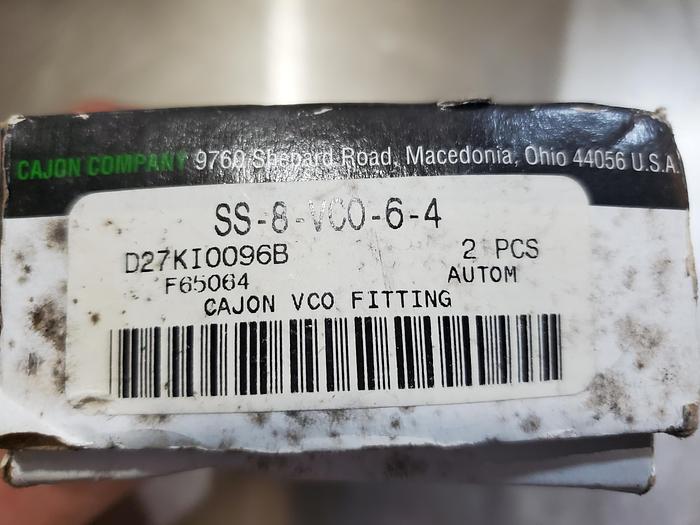 CAJON COMPANY 9760 Shepard Road, Macedonia, Ohio 44056 U.S.A.
SS-8-VCO-6-4
D27KI0096B 2 PCS
F65064 AUTOM
CAJON VCO FITTING